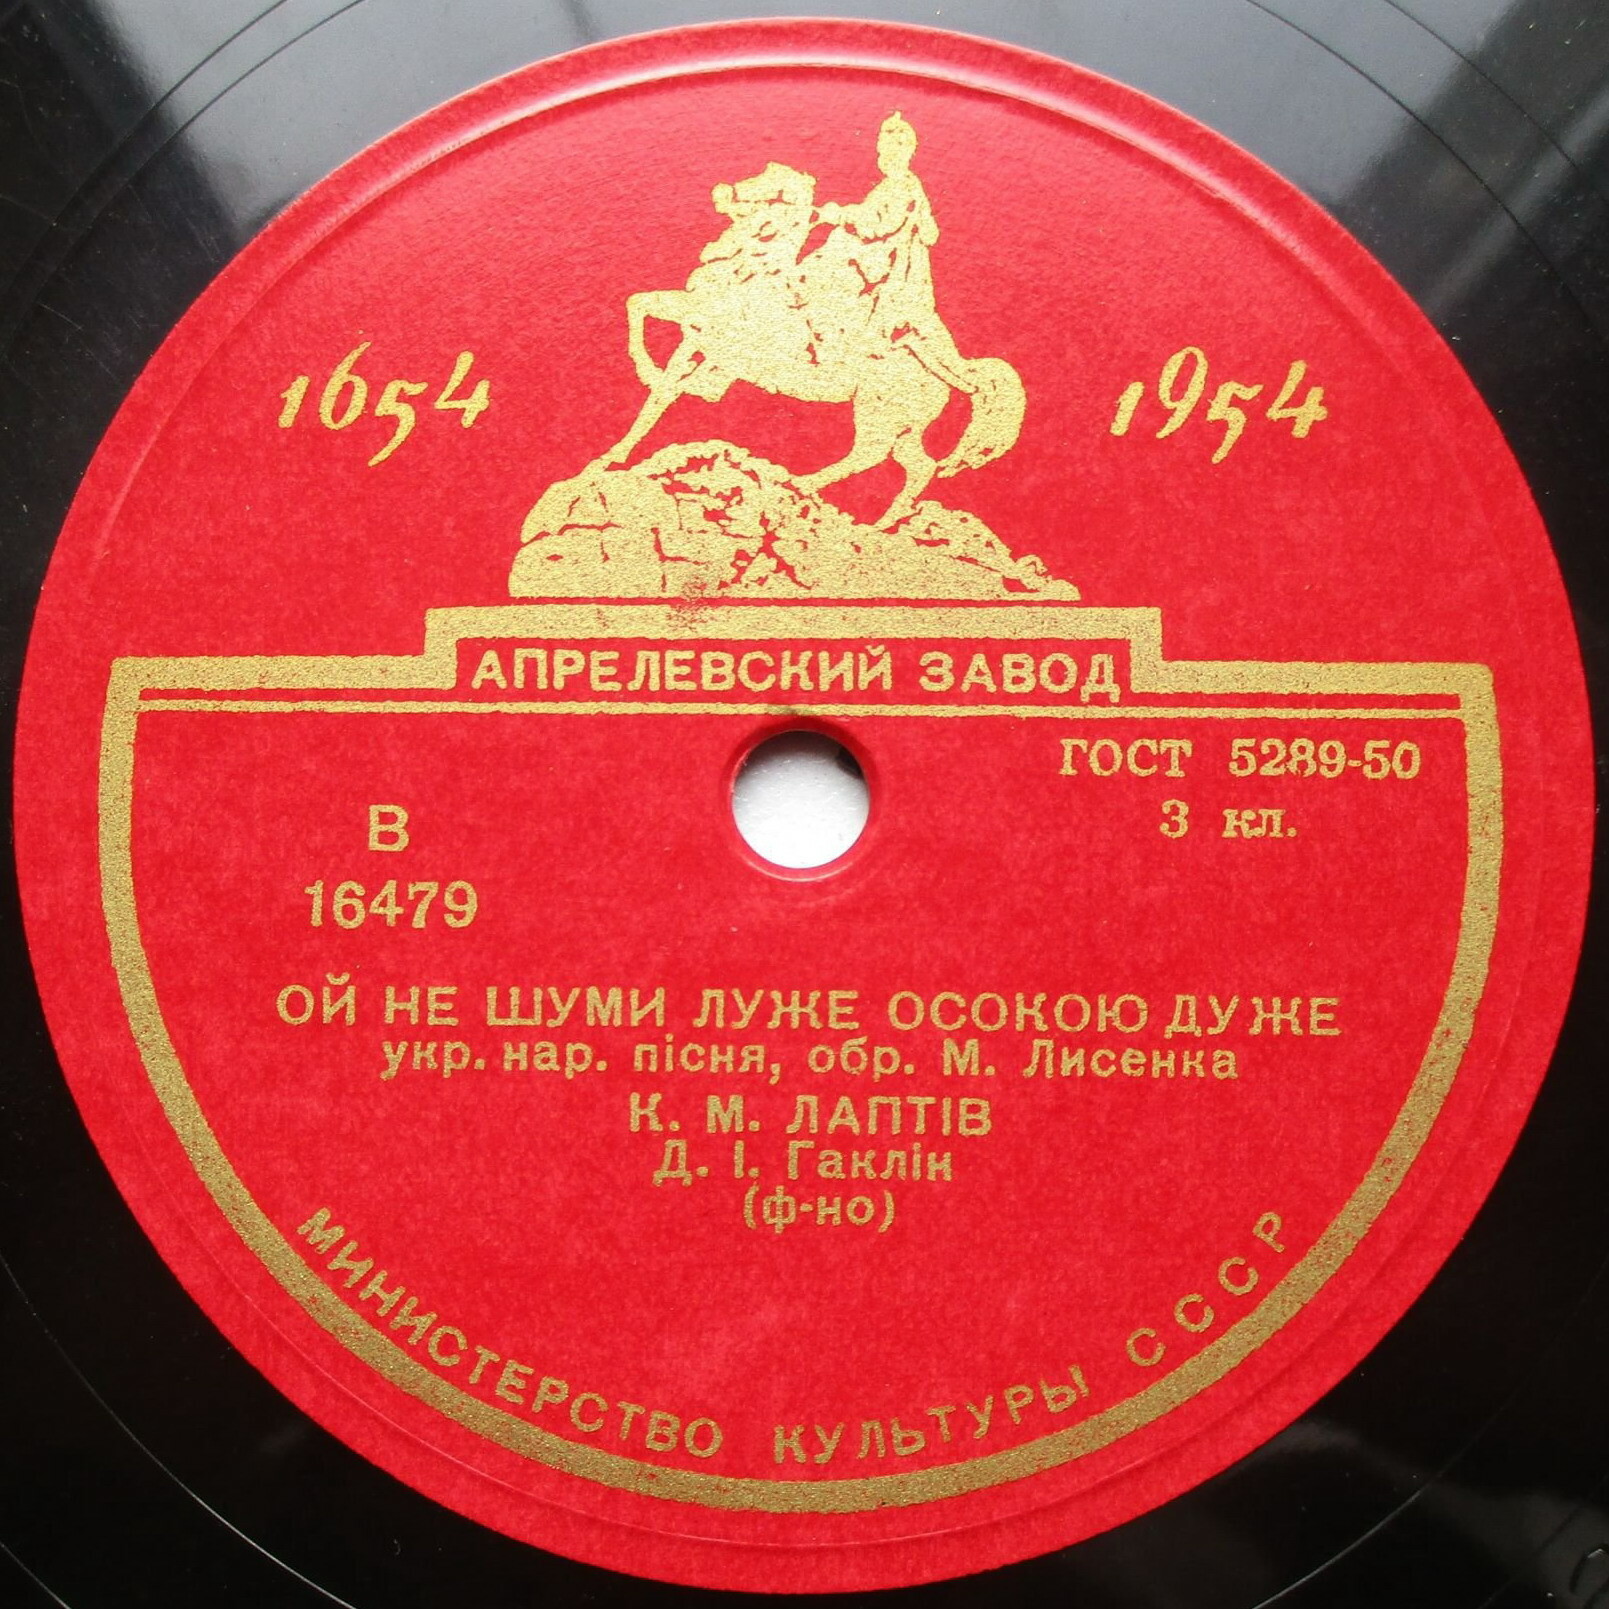 1654 1954
АПРЕЛЕВСКИЙ ЗАВОД
ГОСТ 5289-50
3 кл.
В
16479
ОЙ НЕ ШУМИ ЛУЖЕ ОСОКОЮ ДУЖЕ
укр. нар. пісня, обр. М. Лисенка
К. М. ЛАПТІВ
Д. І. Гаклін
(ф-но)
МИНИСТЕРСТВО КУЛЬТУРЫ СССР